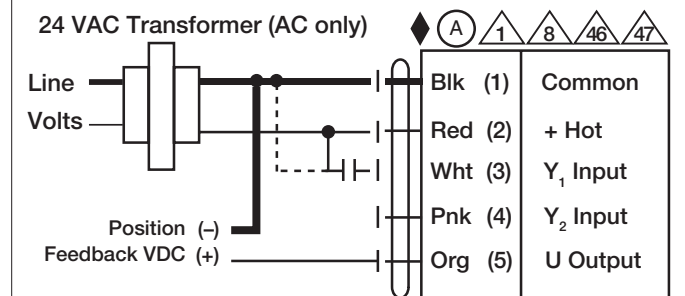 24 VAC Transformer (AC only)
A 1 8 46 47
Line
Volts
Blk (1) Common
Red (2) + Hot
Wht (3) Y₁ Input
Pnk (4) Y₂ Input
Position (–)
Feedback VDC (+)
Org (5) U Output